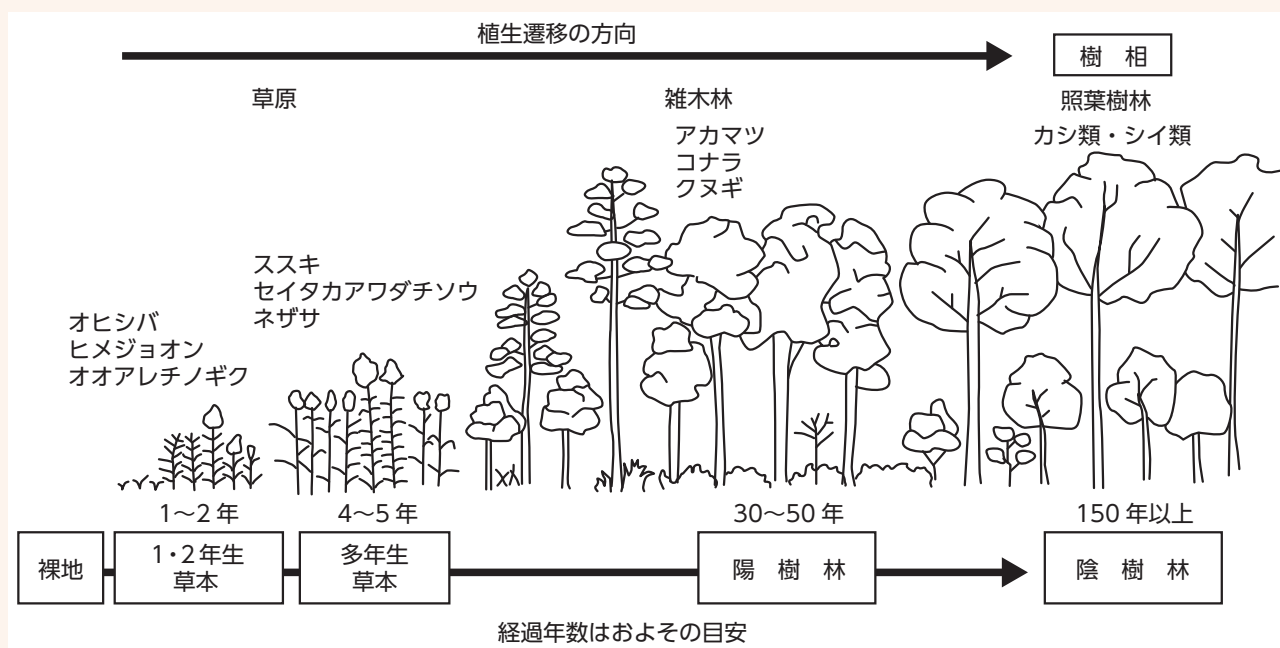 植生遷移の方向
樹 相
草原
雑木林
照葉樹林
アカマツ
コナラ
クヌギ
カシ類・シイ類
ススキ
セイタカアワダチソウ
ネザサ
オヒシバ
ヒメジョオン
オオアレチノギク
1～2 年
4～5 年
30～50 年
150 年以上
裸地
1・2年生
草本
多年生
草本
陽 樹 林
陰 樹 林
経過年数はおよその目安